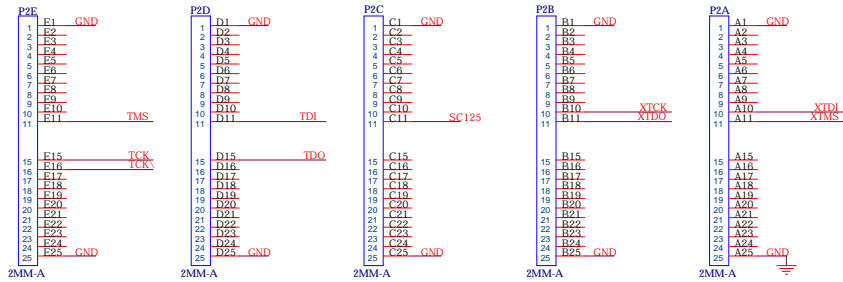 P2E P2D P2C P2B P2A
1 E1 GND 1 D1 GND 1 C1 GND 1 B1 GND 1 A1 GND
2 E2 2 D2 2 C2 2 B2 2 A2
3 E3 3 D3 3 C3 3 B3 3 A3
4 E4 4 D4 4 C4 4 B4 4 A4
5 E5 5 D5 5 C5 5 B5 5 A5
6 E6 6 D6 6 C6 6 B6 6 A6
7 E7 7 D7 7 C7 7 B7 7 A7
8 E8 8 D8 8 C8 8 B8 8 A8
9 E9 9 D9 9 C9 9 B9 9 A9
10 E10 10 D10 10 C10 10 B10 XTCK 10 A10 XTDI
11 E11 TMS 11 D11 TDI 11 C11 SC125 11 B11 XTDO 11 A11 XTMS
15 E15 TCK 15 D15 TDO 15 C15 15 B15 15 A15
16 E16 TCK\ 16 D16 16 C16 16 B16 16 A16
17 E17 17 D17 17 C17 17 B17 17 A17
18 E18 18 D18 18 C18 18 B18 18 A18
19 E19 19 D19 19 C19 19 B19 19 A19
20 E20 20 D20 20 C20 20 B20 20 A20
21 E21 21 D21 21 C21 21 B21 21 A21
22 E22 22 D22 22 C22 22 B22 22 A22
23 E23 23 D23 23 C23 23 B23 23 A23
24 E24 24 D24 24 C24 24 B24 24 A24
25 E25 GND 25 D25 GND 25 C25 GND 25 B25 GND 25 A25 GND
2MM-A 2MM-A 2MM-A 2MM-A 2MM-A